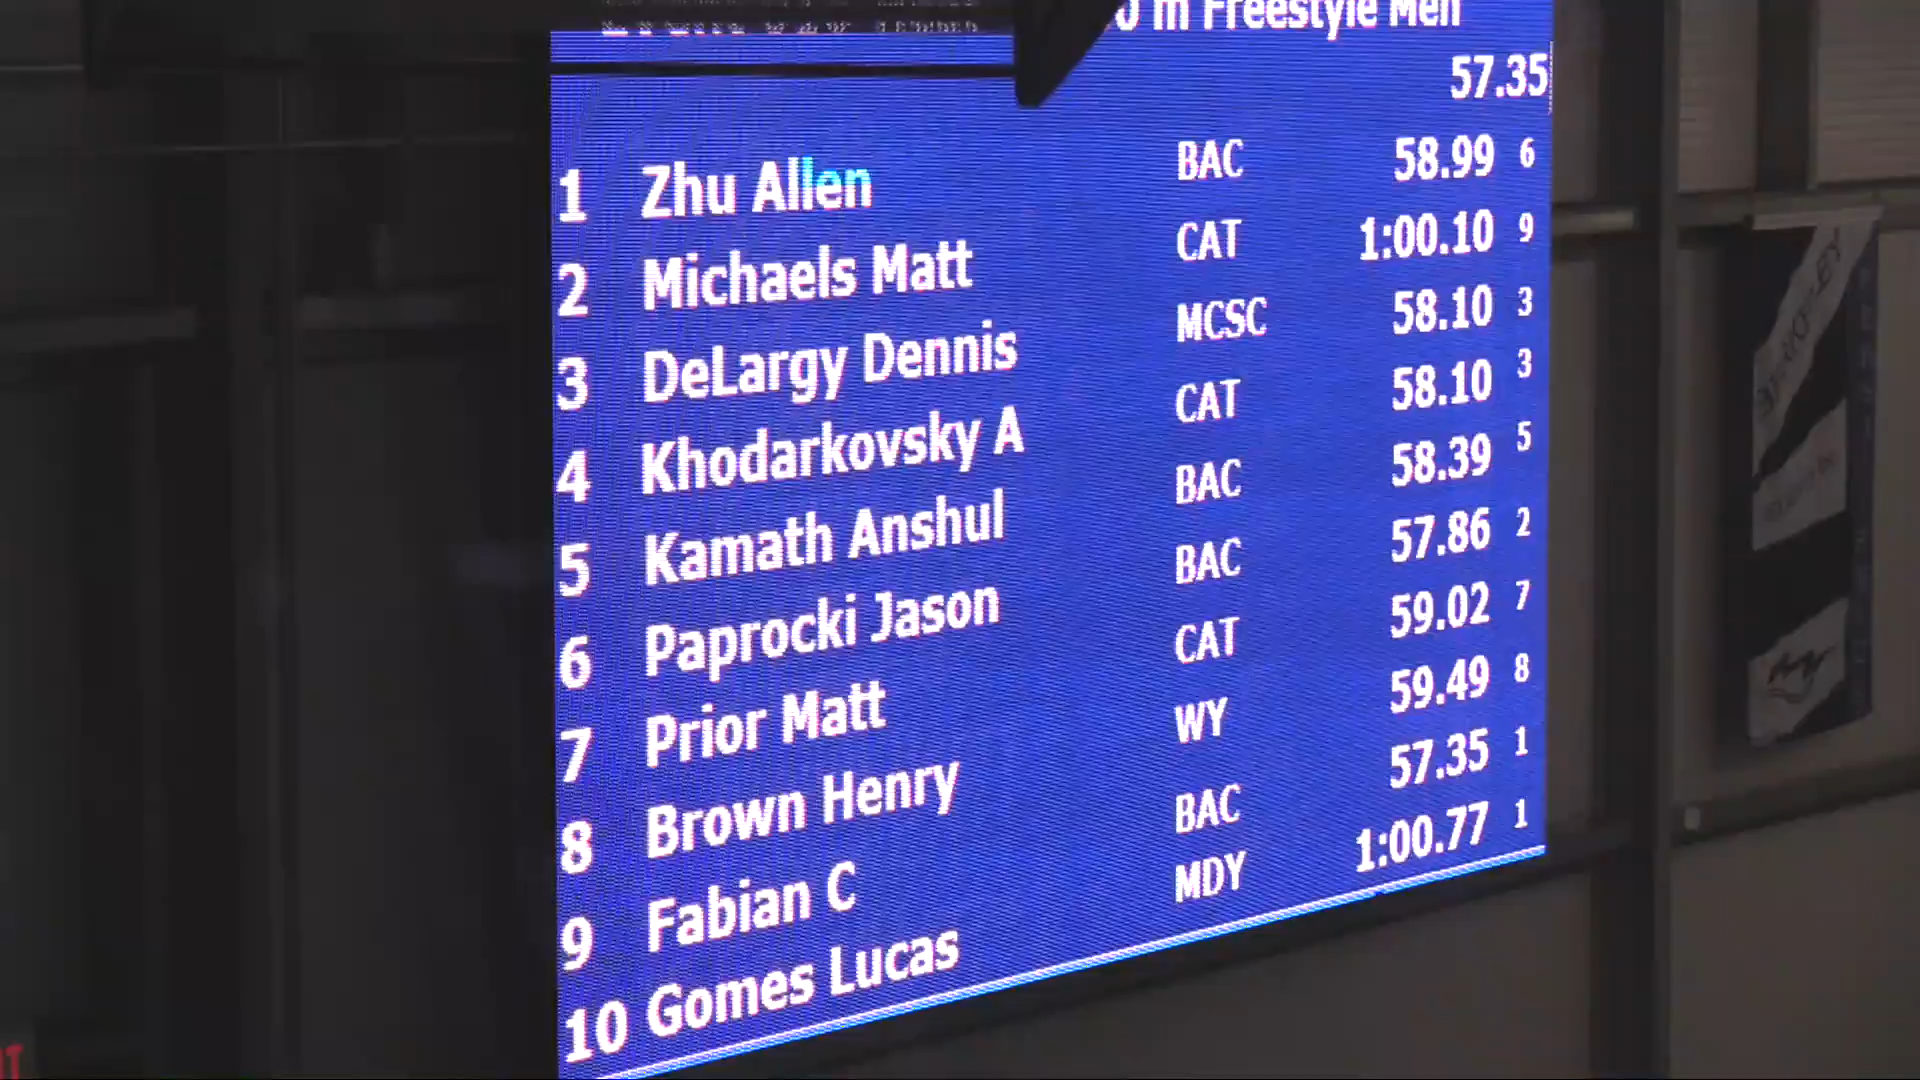 0 m Freestyle Men
57.35
1 Zhu Allen BAC 58.99 6
2 Michaels Matt CAT 1:00.10 9
3 DeLargy Dennis MCSC 58.10 3
4 Khodarkovsky A CAT 58.10 3
5 Kamath Anshul BAC 58.39 5
6 Paprocki Jason BAC 57.86 2
7 Prior Matt CAT 59.02 7
8 Brown Henry WY 59.49 8
9 Fabian C BAC 57.35 1
10 Gomes Lucas MDY 1:00.77 1